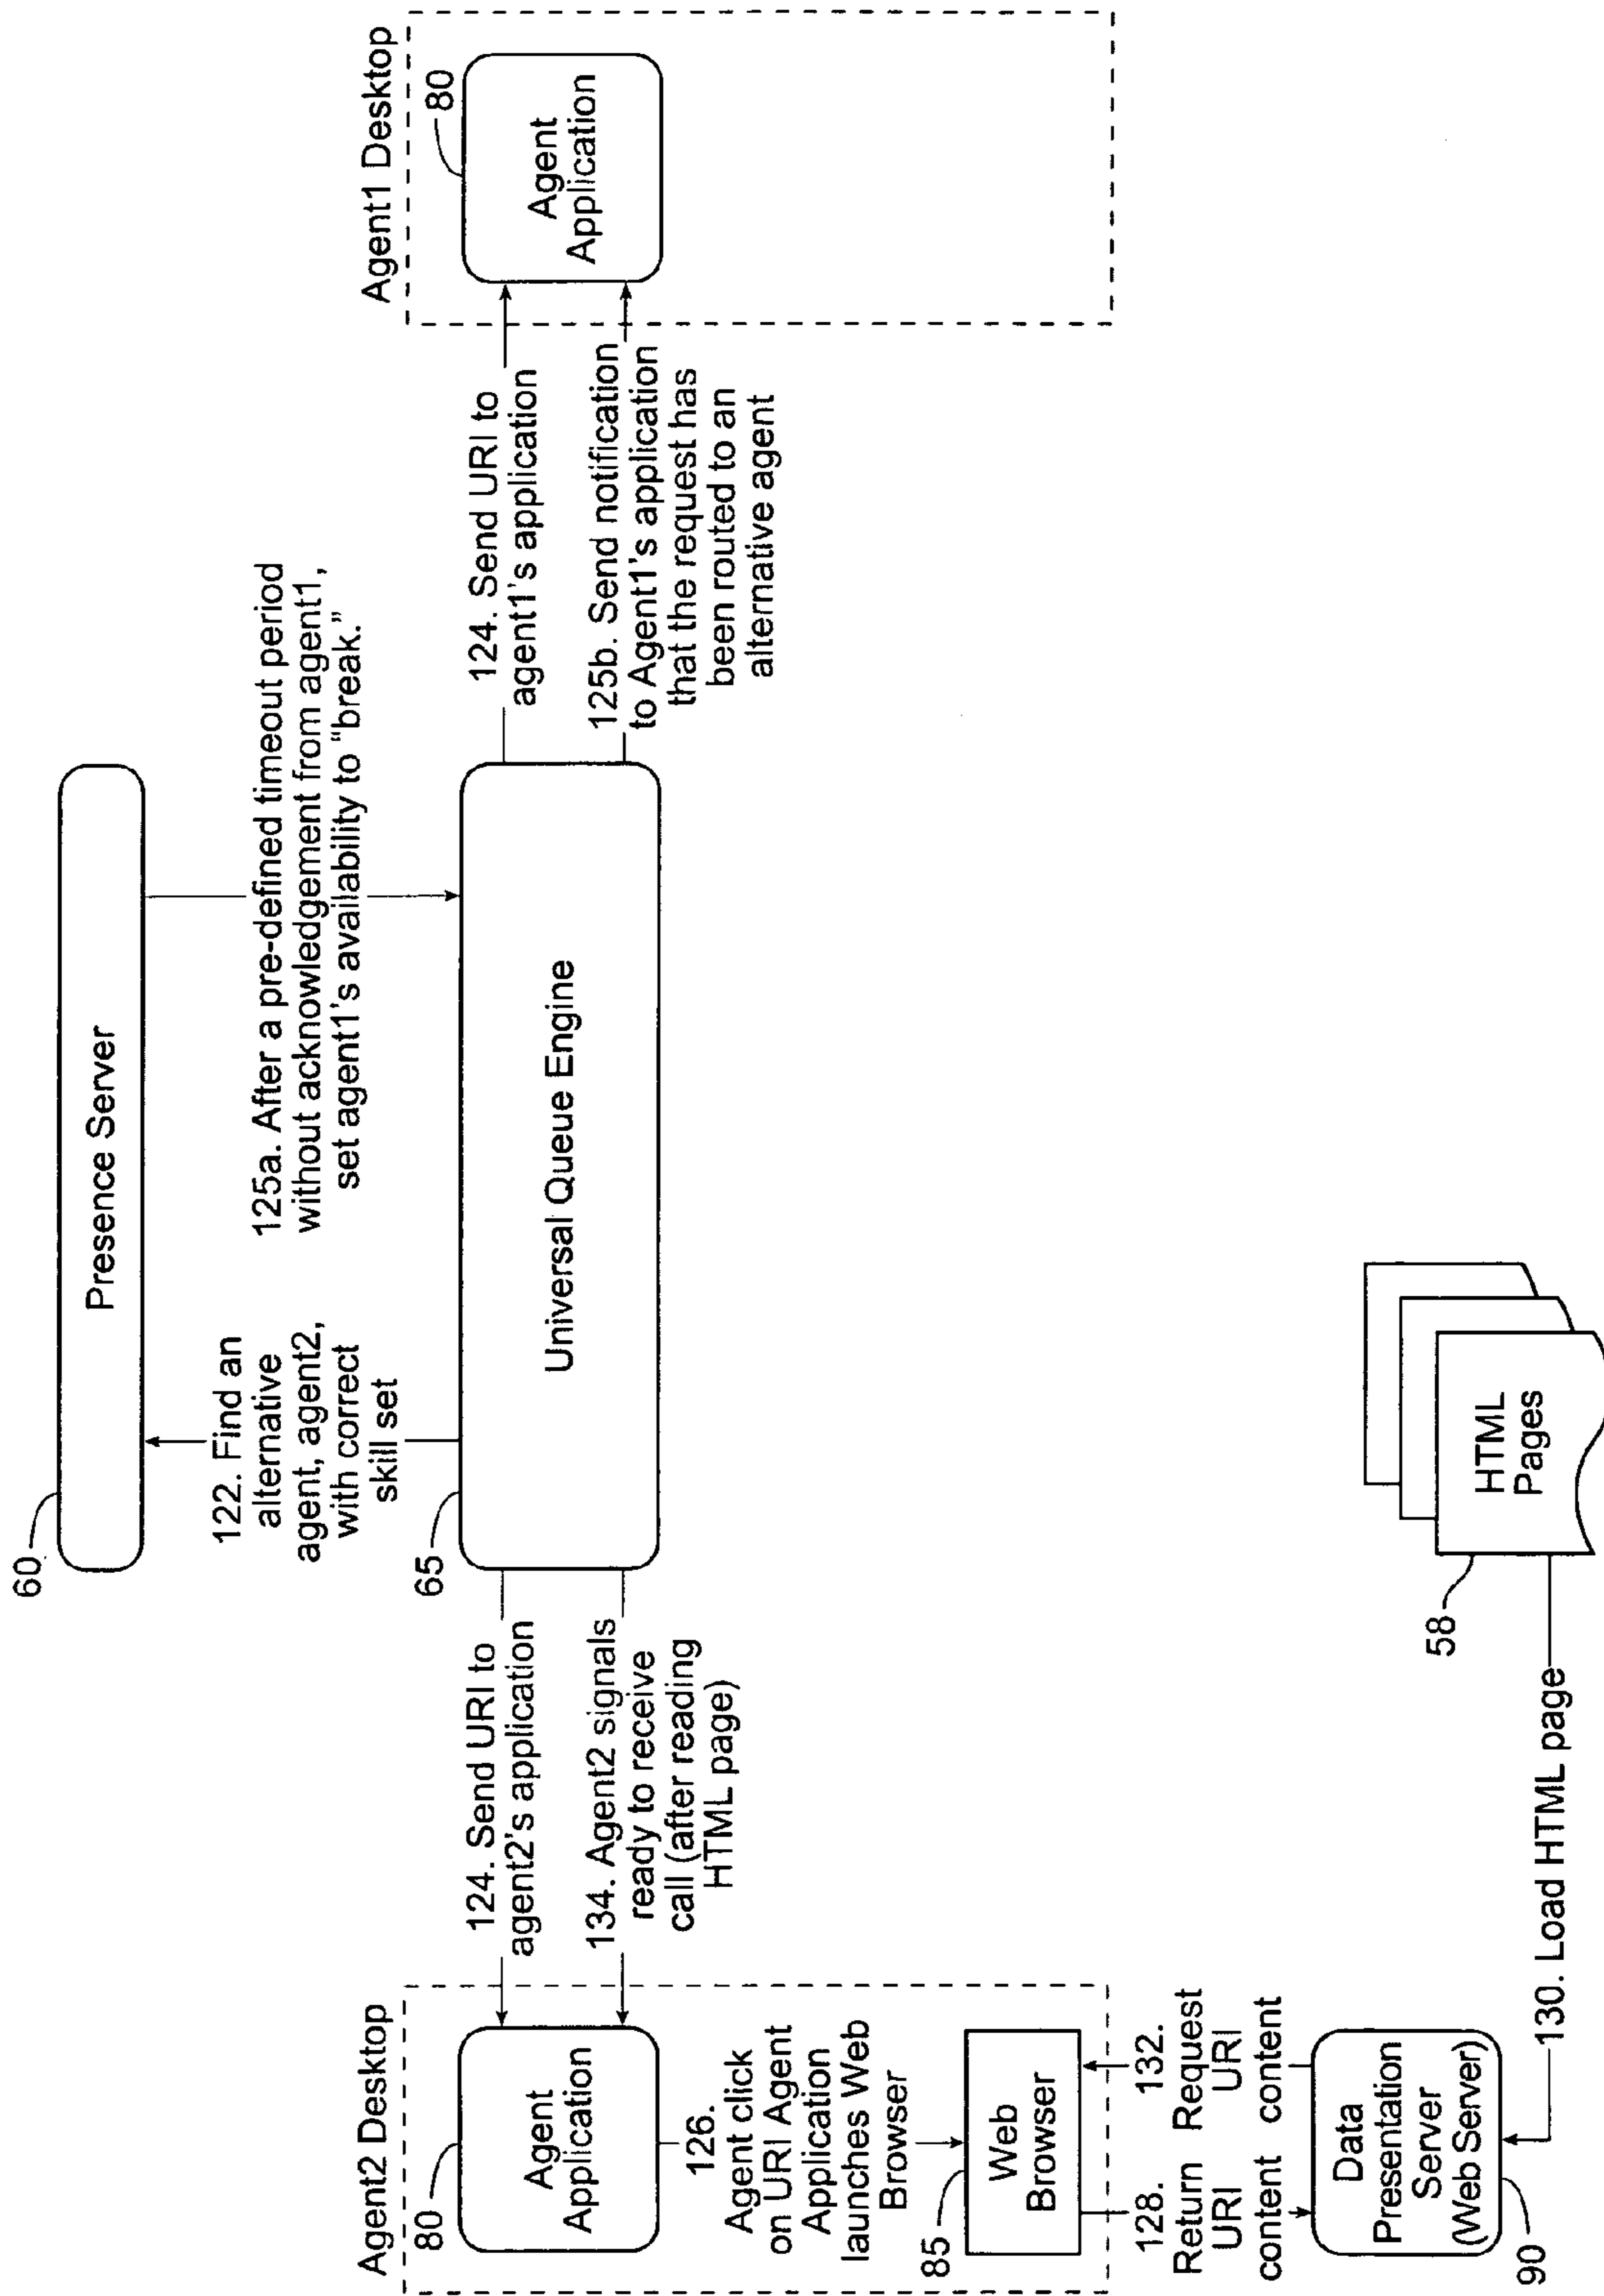 60
Presence Server
122. Find an
alternative
agent, agent2,
with correct
skill set
125a. After a pre-defined timeout period
without acknowledgement from agent1,
set agent1's availability to “break.”
Agent2 Desktop
80
Agent
Application
124. Send URI to
agent2's application
134. Agent2 signals
ready to receive
call (after reading
HTML page)
65
Universal Queue Engine
124. Send URI to
agent1's application
125b. Send notification
to Agent1's application
that the request has
been routed to an
alternative agent
Agent1 Desktop
80
Agent
Application
126.
Agent click
on URI Agent
Application
launches Web
Browser
85
Web
Browser
128.
Return
URI
content
132.
Request
URI
content
Data
Presentation
Server
(Web Server)
90
58
HTML
Pages
130. Load HTML page